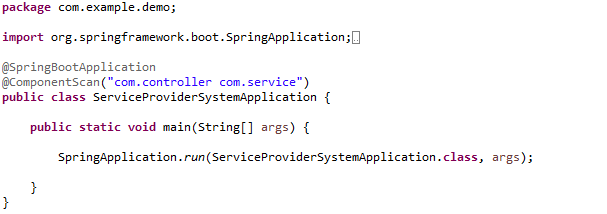 package com.example.demo;
import org.springframework.boot.SpringApplication;
@SpringBootApplication
@ComponentScan("com.controller com.service")
public class ServiceProviderSystemApplication {
public static void main(String[] args) {
SpringApplication.run(ServiceProviderSystemApplication.class, args);
}
}